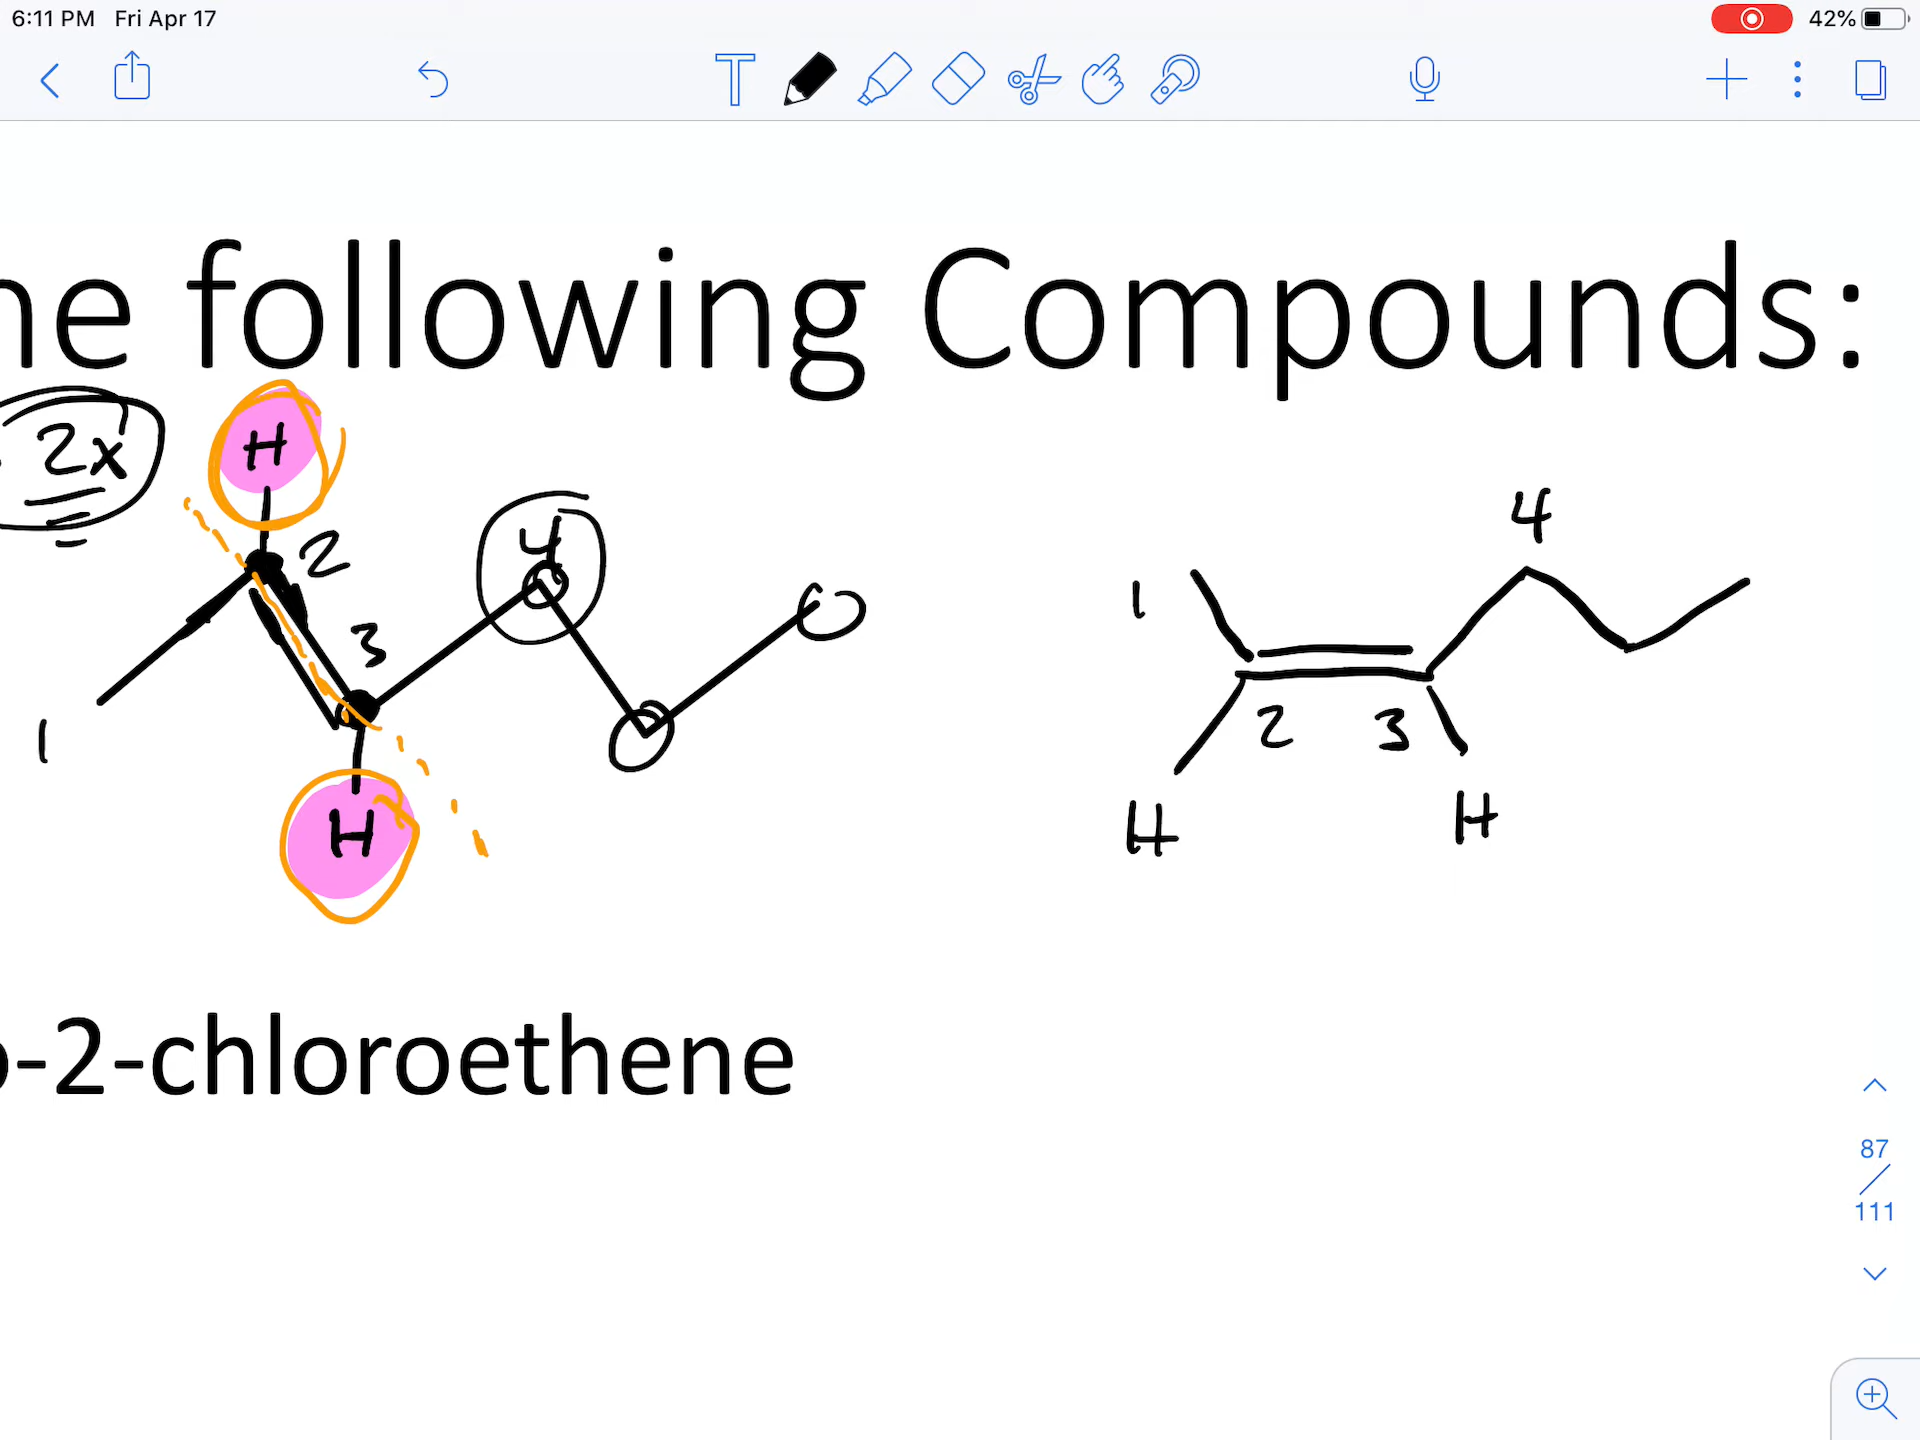 6:11 PM Fri Apr 17 42%
T
he following Compounds:
2x
H
2
4
3
1
H
4
1
2 3
H H
-2-chloroethene
87
111